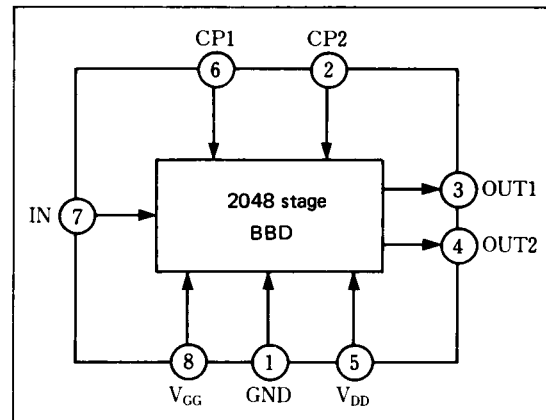 CP1 CP2
6 2
2048 stage
BBD
IN 7
3 OUT1
4 OUT2
8 1 5
VGG GND VDD